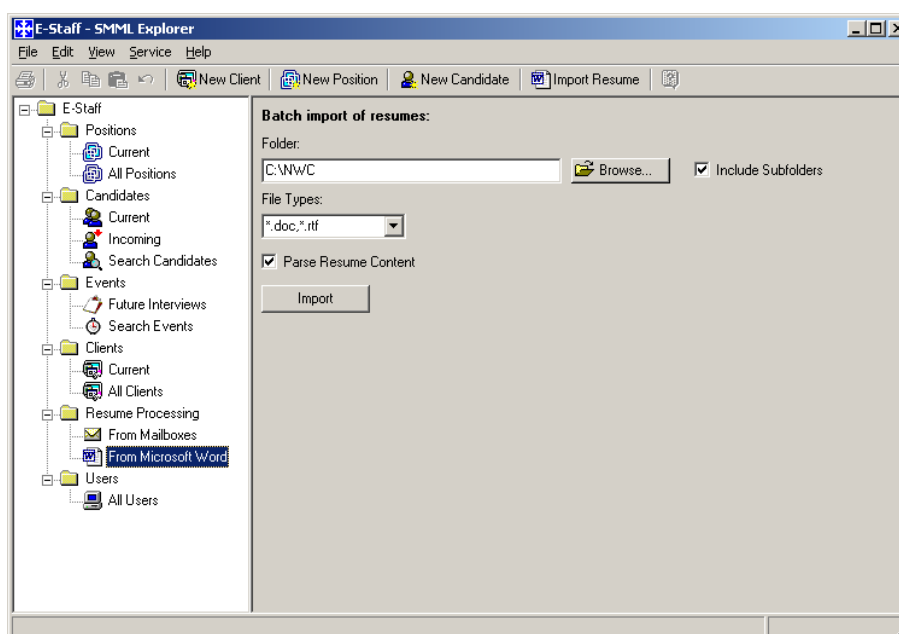 E-Staff - SMML Explorer
File Edit View Service Help
New Client New Position New Candidate Import Resume
E-Staff
Positions
Current
All Positions
Candidates
Current
Incoming
Search Candidates
Events
Future Interviews
Search Events
Clients
Current
All Clients
Resume Processing
From Mailboxes
From Microsoft Word
Users
All Users
Batch import of resumes:
Folder:
C:\NWC Browse... Include Subfolders
File Types:
*.doc,*.rtf
Parse Resume Content
Import